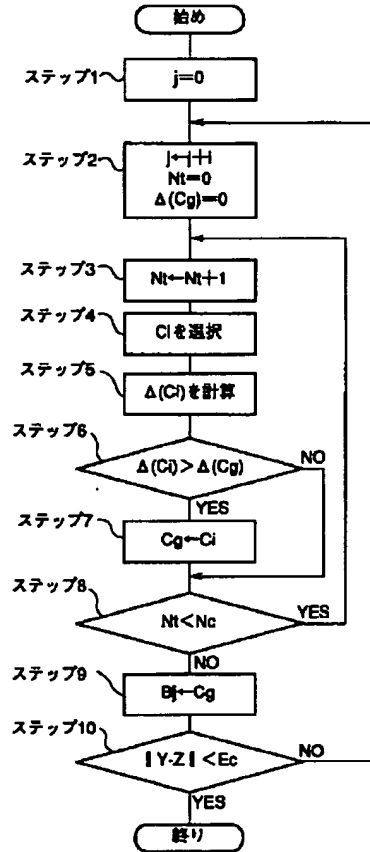 始め
ステップ1
j=0
ステップ2
j←j+i
Nt=0
Δ(Cg)=0
ステップ3
Nt←Nt+1
ステップ4
Ciを選択
ステップ5
Δ(Ci)を計算
ステップ6
Δ(Ci)>Δ(Cg)
NO
YES
ステップ7
Cg←Ci
ステップ8
Nt<Nc
YES
NO
ステップ9
Bj←Cg
ステップ10
‖Y-Z‖<Ec
NO
YES
終り